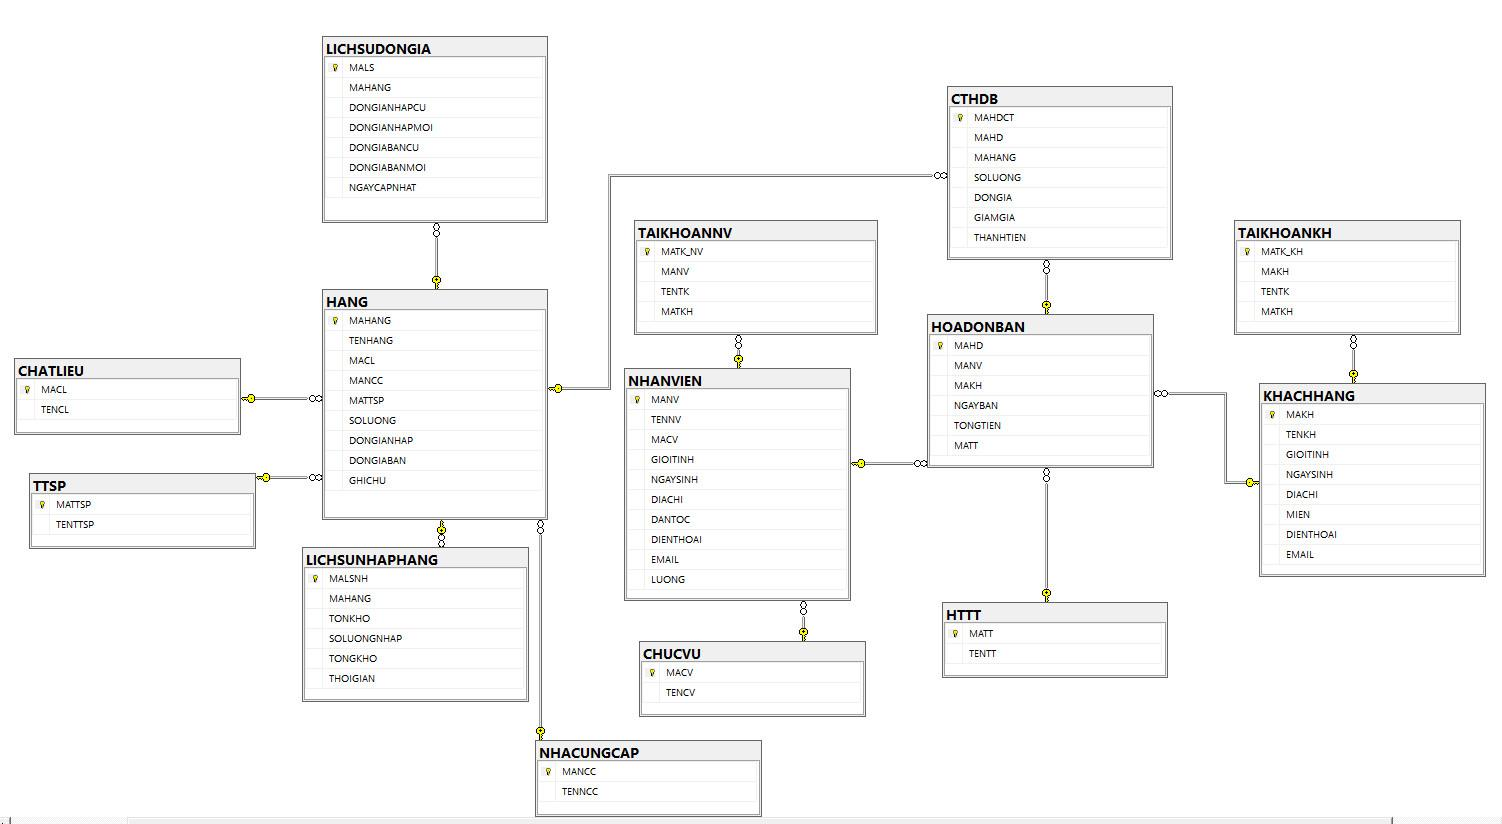 LICHSUDONGIA
MALS
MAHANG
DONGIANHAPCU
DONGIANHAPMOI
DONGIABANCU
DONGIABANMOI
NGAYCAPNHAT
CTHDB
MAHDCT
MAHD
MAHANG
SOLUONG
DONGIA
GIAMGIA
THANHTIEN
TAIKHOANNV
MATK_NV
MANV
TENTK
MATKH
TAIKHOANKH
MATK_KH
MAKH
TENTK
MATKH
HANG
MAHANG
TENHANG
MACL
MANCC
MATTSP
SOLUONG
DONGIANHAP
DONGIABAN
GHICHU
HOADONBAN
MAHD
MANV
MAKH
NGAYBAN
TONGTIEN
MATT
CHATLIEU
MACL
TENCL
NHANVIEN
MANV
TENNV
MACV
GIOITINH
NGAYSINH
DIACHI
DANTOC
DIENTHOAI
EMAIL
LUONG
KHACHHANG
MAKH
TENKH
GIOITINH
NGAYSINH
DIACHI
MIEN
DIENTHOAI
EMAIL
TTSP
MATTSP
TENTTSP
LICHSUNHAPHANG
MALSNH
MAHANG
TONKHO
SOLUONGNHAP
TONGKHO
THOIGIAN
HTTT
MATT
TENTT
CHUCVU
MACV
TENCV
NHACUNGCAP
MANCC
TENNCC